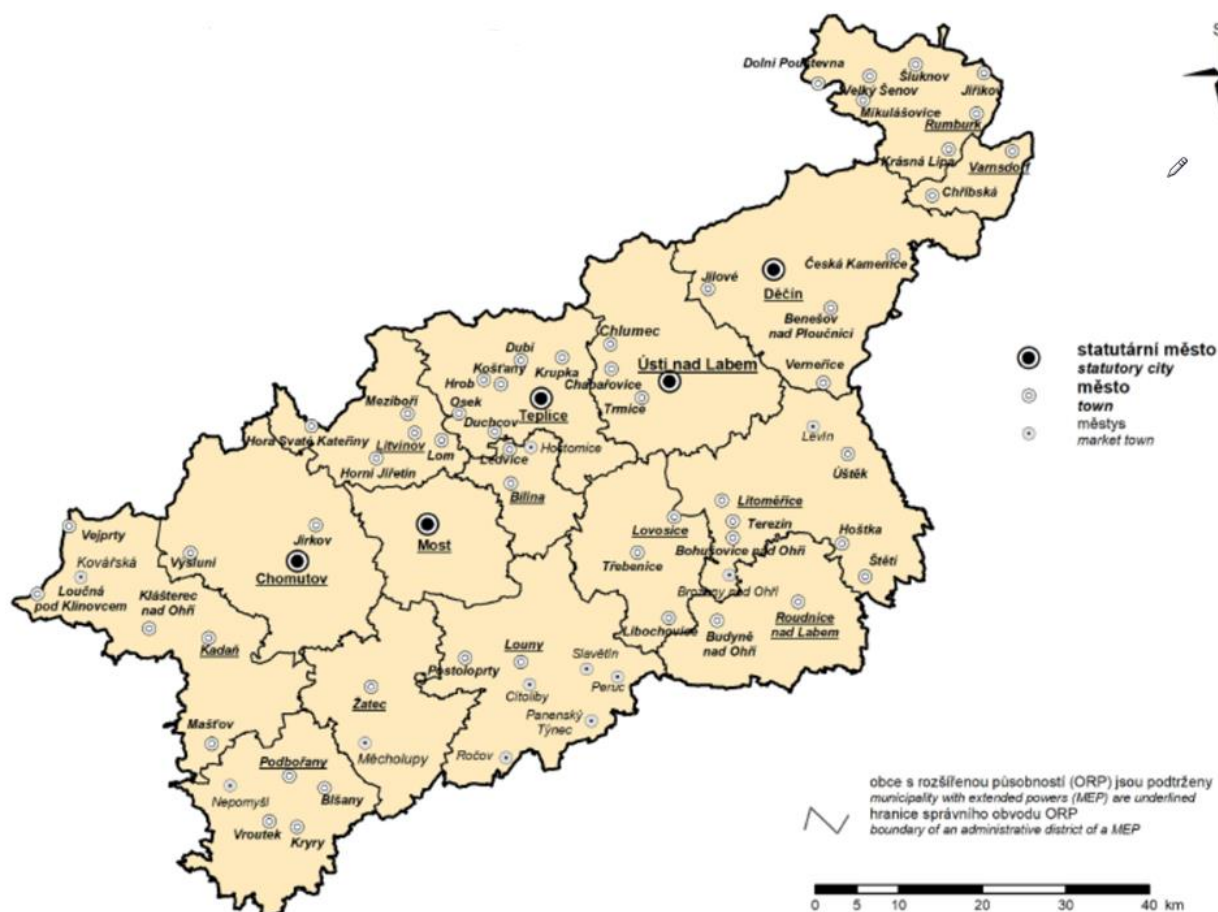 S
Dolní Poustevna
Šluknov
Velký Šenov
Jiříkov
Mikulášovice
Rumburk
Krásná Lípa
Varnsdorf
Chřibská
Česká Kamenice
Jílové
Děčín
Benešov
nad Ploučnicí
Verneřice
Chlumec
Ústí nad Labem
Chabařovice
Trmice
Dubí
Košťany
Krupka
Hrob
Osek
Teplice
Duchcov
Hostomice
Ledvice
Bílina
Meziboří
Hora Svaté Kateřiny
Litvínov
Lom
Horní Jiřetín
Most
Levín
Úštěk
Litoměřice
Terezín
Lovosice
Bohušovice nad Ohří
Hoštka
Štětí
Třebenice
Brozany nad Ohří
Roudnice
nad Labem
Libochovice
Budyně
nad Ohří
Vejprty
Jirkov
Výsluní
Kovářská
Chomutov
Loučná
pod Klínovcem
Klášterec
nad Ohří
Kadaň
Louny
Slavětín
Postoloprty
Peruc
Cítoliby
Žatec
Panenský
Týnec
Mašťov
Měcholupy
Ročov
Podbořany
Nepomyšl
Blšany
Vroutek
Kryry
statutární město
statutory city
město
town
městys
market town
obce s rozšířenou působností (ORP) jsou podtrženy
municipality with extended powers (MEP) are underlined
hranice správního obvodu ORP
boundary of an administrative district of a MEP
0 5 10 20 30 40 km